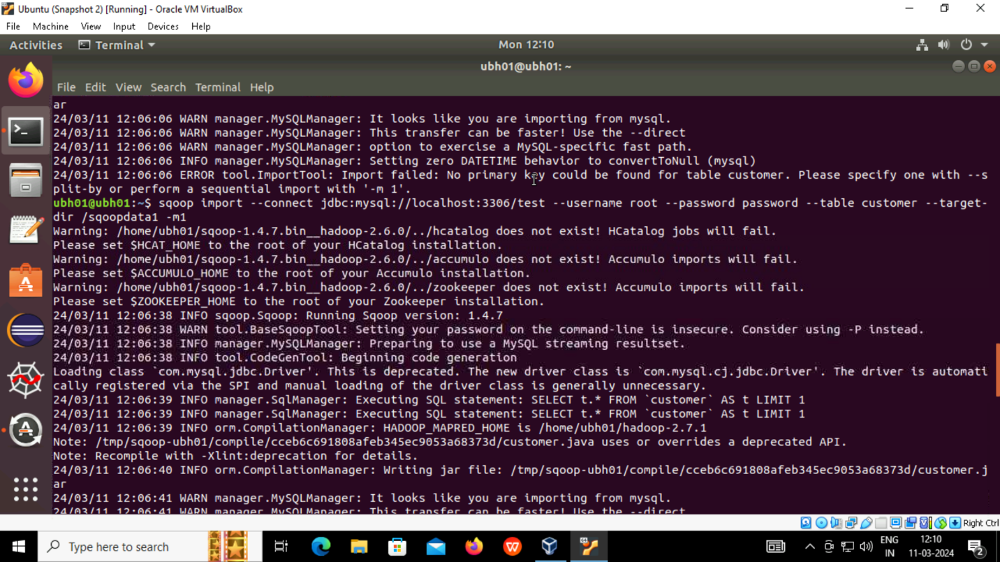 Ubuntu (Snapshot 2) [Running] - Oracle VM VirtualBox
File Machine View Input Devices Help
Activities Terminal Mon 12:10
ubh01@ubh01: ~
File Edit View Search Terminal Help
ar
24/03/11 12:06:06 WARN manager.MySQLManager: It looks like you are importing from mysql.
24/03/11 12:06:06 WARN manager.MySQLManager: This transfer can be faster! Use the --direct
24/03/11 12:06:06 WARN manager.MySQLManager: option to exercise a MySQL-specific fast path.
24/03/11 12:06:06 INFO manager.MySQLManager: Setting zero DATETIME behavior to convertToNull (mysql)
24/03/11 12:06:06 ERROR tool.ImportTool: Import failed: No primary key could be found for table customer. Please specify one with --s
plit-by or perform a sequential import with '-m 1'.
ubh01@ubh01:~$ sqoop import --connect jdbc:mysql://localhost:3306/test --username root --password password --table customer --target-
dir /sqoopdata1 -m1
Warning: /home/ubh01/sqoop-1.4.7.bin__hadoop-2.6.0/../hcatalog does not exist! HCatalog jobs will fail.
Please set $HCAT_HOME to the root of your HCatalog installation.
Warning: /home/ubh01/sqoop-1.4.7.bin__hadoop-2.6.0/../accumulo does not exist! Accumulo imports will fail.
Please set $ACCUMULO_HOME to the root of your Accumulo installation.
Warning: /home/ubh01/sqoop-1.4.7.bin__hadoop-2.6.0/../zookeeper does not exist! Accumulo imports will fail.
Please set $ZOOKEEPER_HOME to the root of your Zookeeper installation.
24/03/11 12:06:38 INFO sqoop.Sqoop: Running Sqoop version: 1.4.7
24/03/11 12:06:38 WARN tool.BaseSqoopTool: Setting your password on the command-line is insecure. Consider using -P instead.
24/03/11 12:06:38 INFO manager.MySQLManager: Preparing to use a MySQL streaming resultset.
24/03/11 12:06:38 INFO tool.CodeGenTool: Beginning code generation
Loading class `com.mysql.jdbc.Driver'. This is deprecated. The new driver class is `com.mysql.cj.jdbc.Driver'. The driver is automati
cally registered via the SPI and manual loading of the driver class is generally unnecessary.
24/03/11 12:06:39 INFO manager.SqlManager: Executing SQL statement: SELECT t.* FROM `customer` AS t LIMIT 1
24/03/11 12:06:39 INFO manager.SqlManager: Executing SQL statement: SELECT t.* FROM `customer` AS t LIMIT 1
24/03/11 12:06:39 INFO orm.CompilationManager: HADOOP_MAPRED_HOME is /home/ubh01/hadoop-2.7.1
Note: /tmp/sqoop-ubh01/compile/cceb6c691808afeb345ec9053a68373d/customer.java uses or overrides a deprecated API.
Note: Recompile with -Xlint:deprecation for details.
24/03/11 12:06:40 INFO orm.CompilationManager: Writing jar file: /tmp/sqoop-ubh01/compile/cceb6c691808afeb345ec9053a68373d/customer.j
ar
24/03/11 12:06:41 WARN manager.MySQLManager: It looks like you are importing from mysql.
24/03/11 12:06:41 WARN manager.MySQLManager: This transfer can be faster! Use the --direct
Right Ctrl
Type here to search
ENG
IN
12:10
11-03-2024
2